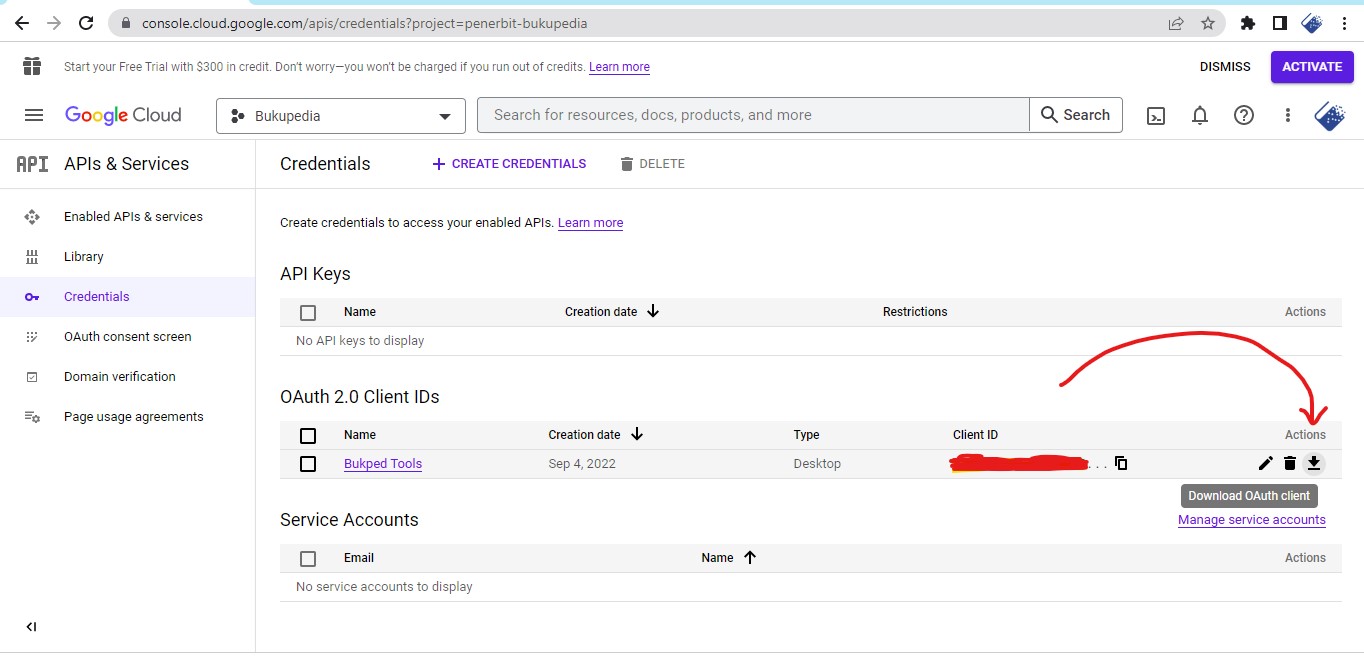 console.cloud.google.com/apis/credentials?project=penerbit-bukupedia
Start your Free Trial with $300 in credit. Don't worry—you won't be charged if you run out of credits. Learn more
DISMISS
ACTIVATE
Google Cloud
Bukupedia
Search for resources, docs, products, and more
Search
API APIs & Services
Credentials
CREATE CREDENTIALS
DELETE
Enabled APIs & services
Library
Credentials
OAuth consent screen
Domain verification
Page usage agreements
Create credentials to access your enabled APIs. Learn more
API Keys
Name Creation date Restrictions Actions
No API keys to display
OAuth 2.0 Client IDs
Name Creation date Type Client ID Actions
Bukped Tools Sep 4, 2022 Desktop ...
Download OAuth client
Service Accounts
Manage service accounts
Email Name Actions
No service accounts to display